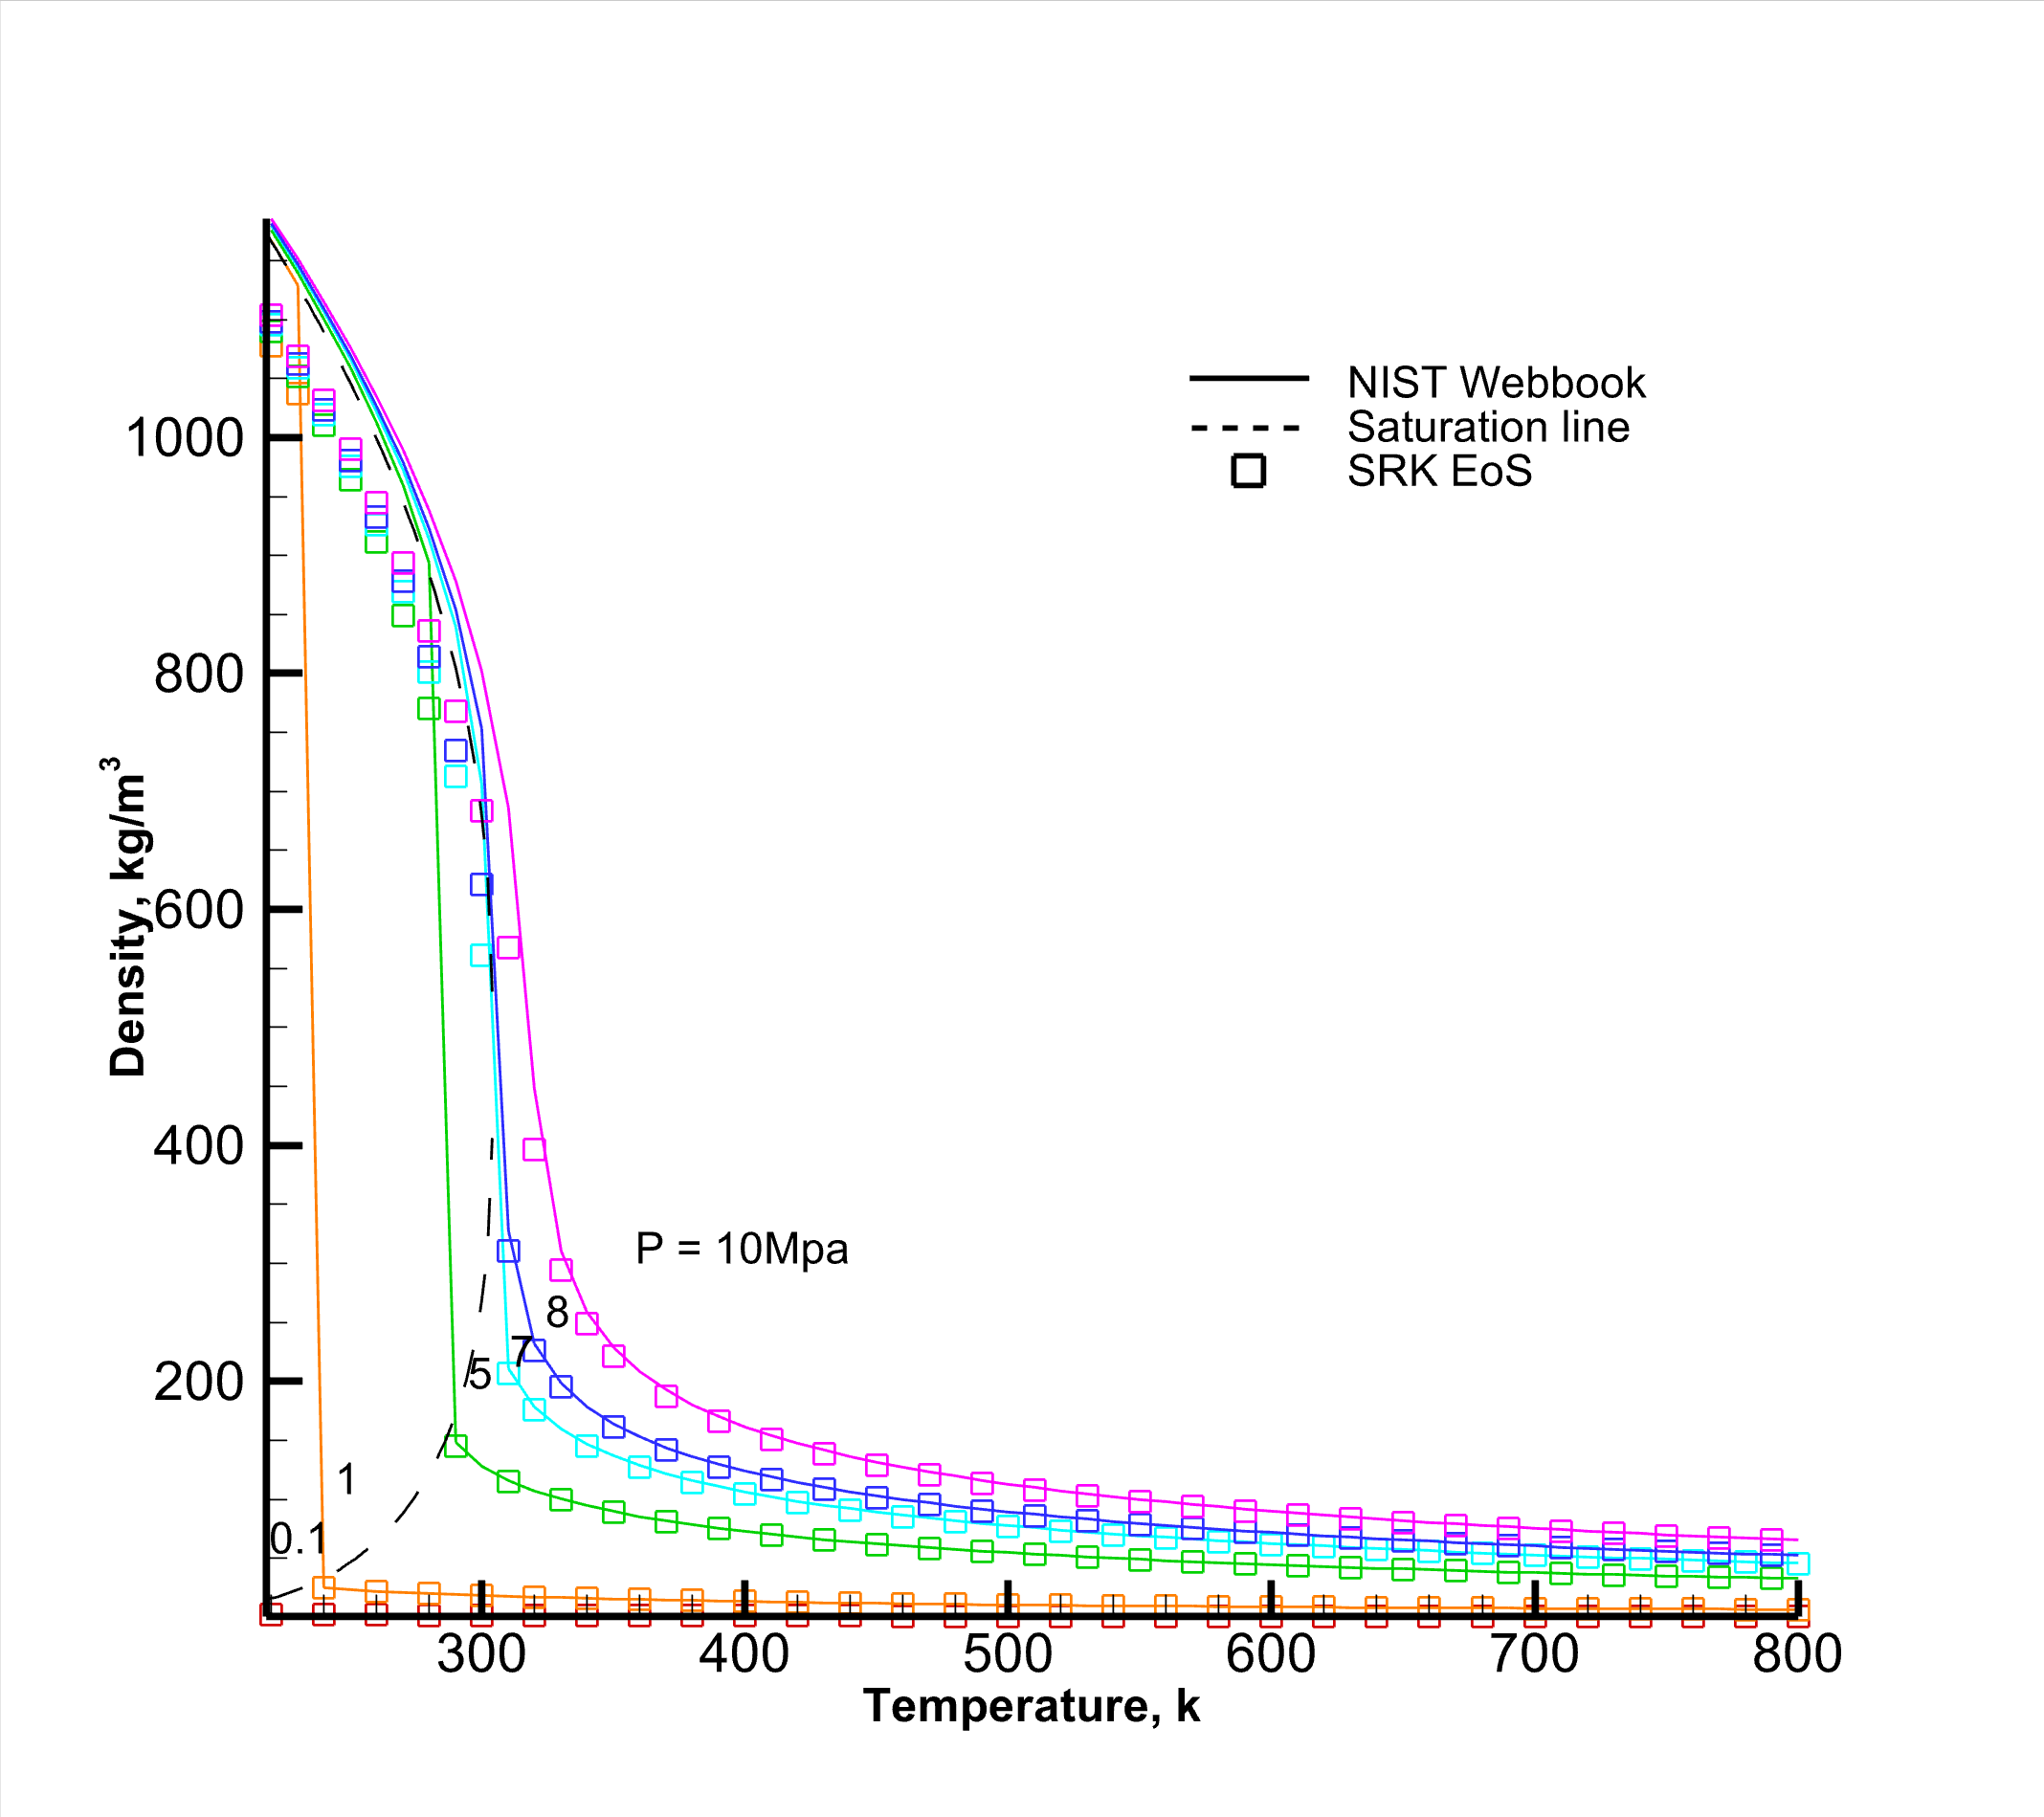 NIST Webbook
Saturation line
SRK EoS
1000
800
600
400
200
Density, kg/m³
P = 10Mpa
8
7
5
1
0.1
300 400 500 600 700 800
Temperature, k